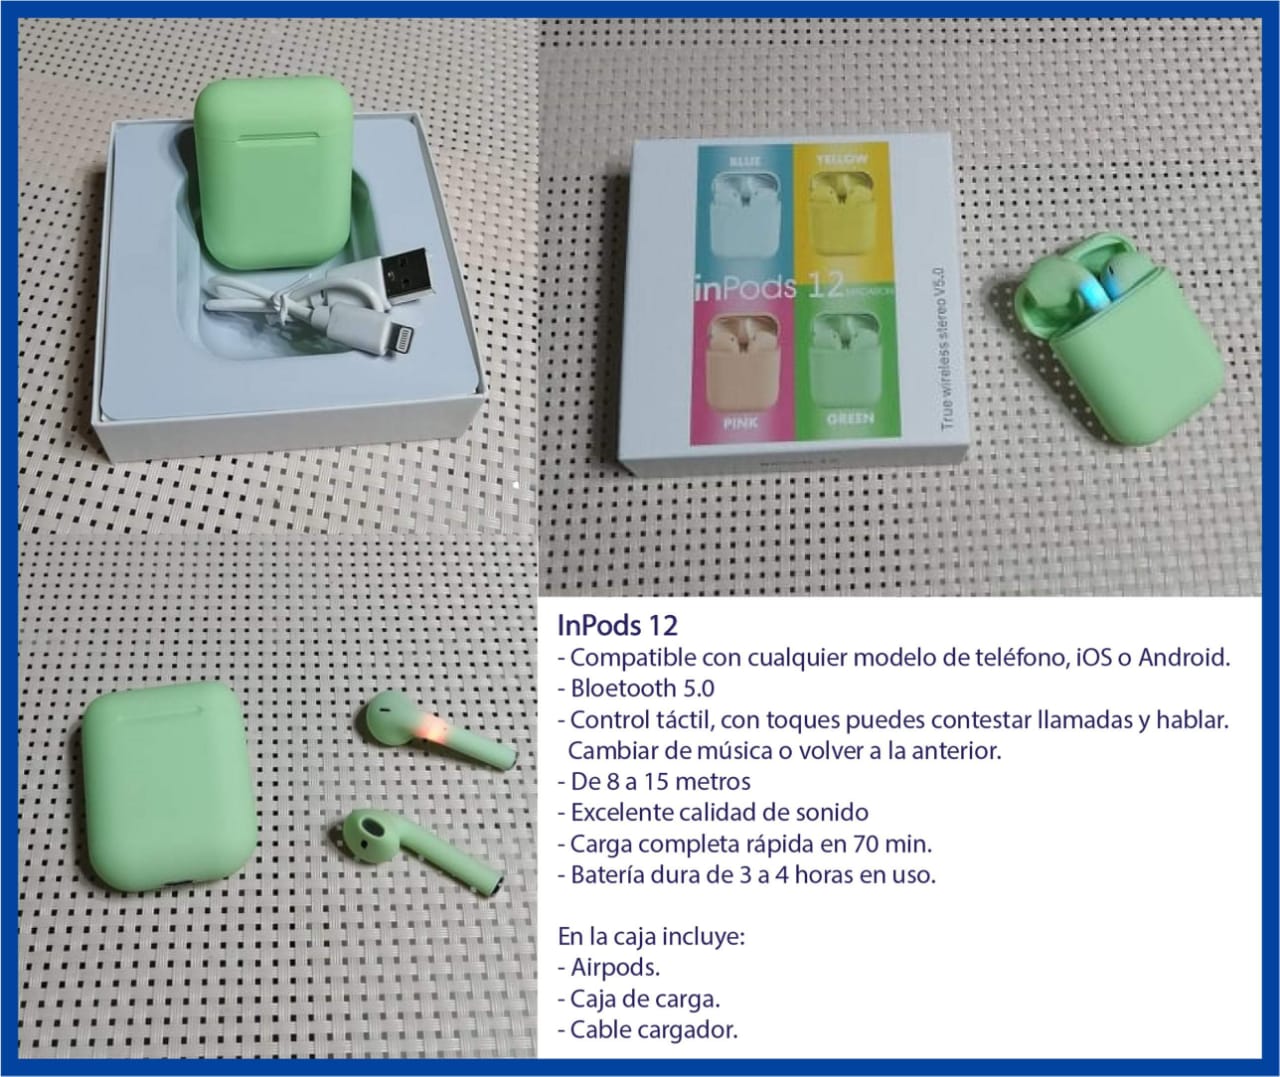 BLUE
YELLOW
inPods 12 MACARON
PINK
GREEN
True wireless stereo V5.0
InPods 12
- Compatible con cualquier modelo de teléfono, iOS o Android.
- Bloetooth 5.0
- Control táctil, con toques puedes contestar llamadas y hablar.
Cambiar de música o volver a la anterior.
- De 8 a 15 metros
- Excelente calidad de sonido
- Carga completa rápida en 70 min.
- Batería dura de 3 a 4 horas en uso.
En la caja incluye:
- Airpods.
- Caja de carga.
- Cable cargador.